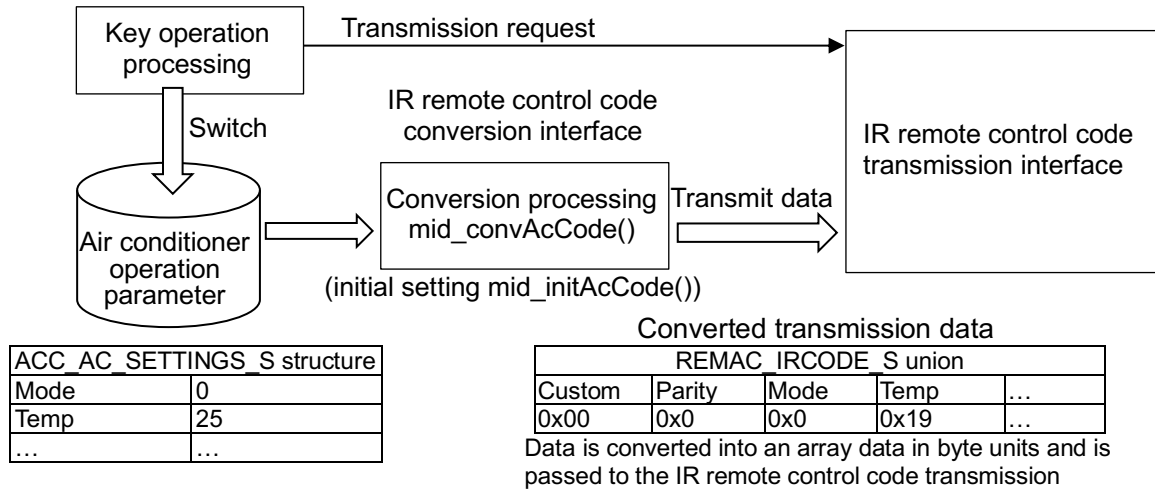 Key operation
processing
Transmission request
Switch
IR remote control code
conversion interface
IR remote control code
transmission interface
Air conditioner
operation
parameter
Conversion processing
mid_convAcCode()
Transmit data
(initial setting mid_initAcCode())
ACC_AC_SETTINGS_S structure
Mode 0
Temp 25
… …
Converted transmission data
REMAC_IRCODE_S union
Custom Parity Mode Temp …
0x00 0x0 0x0 0x19 …
Data is converted into an array data in byte units and is
passed to the IR remote control code transmission